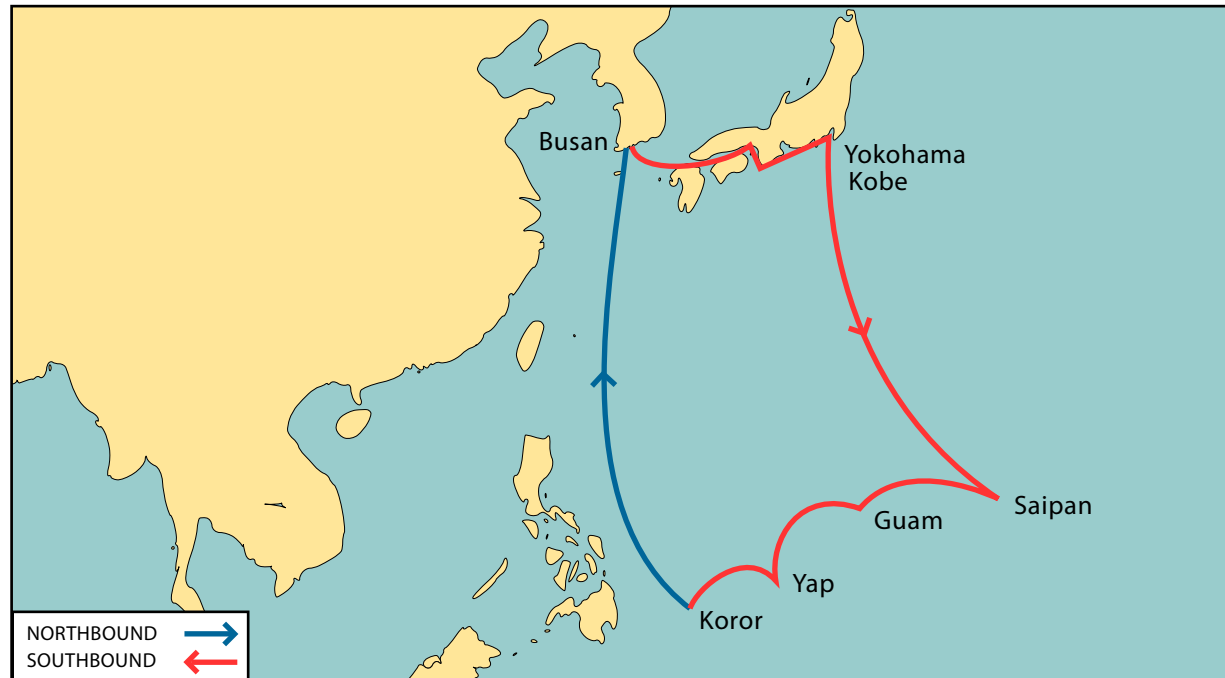 Busan
Yokohama
Kobe
Saipan
Guam
Yap
Koror
NORTHBOUND
SOUTHBOUND